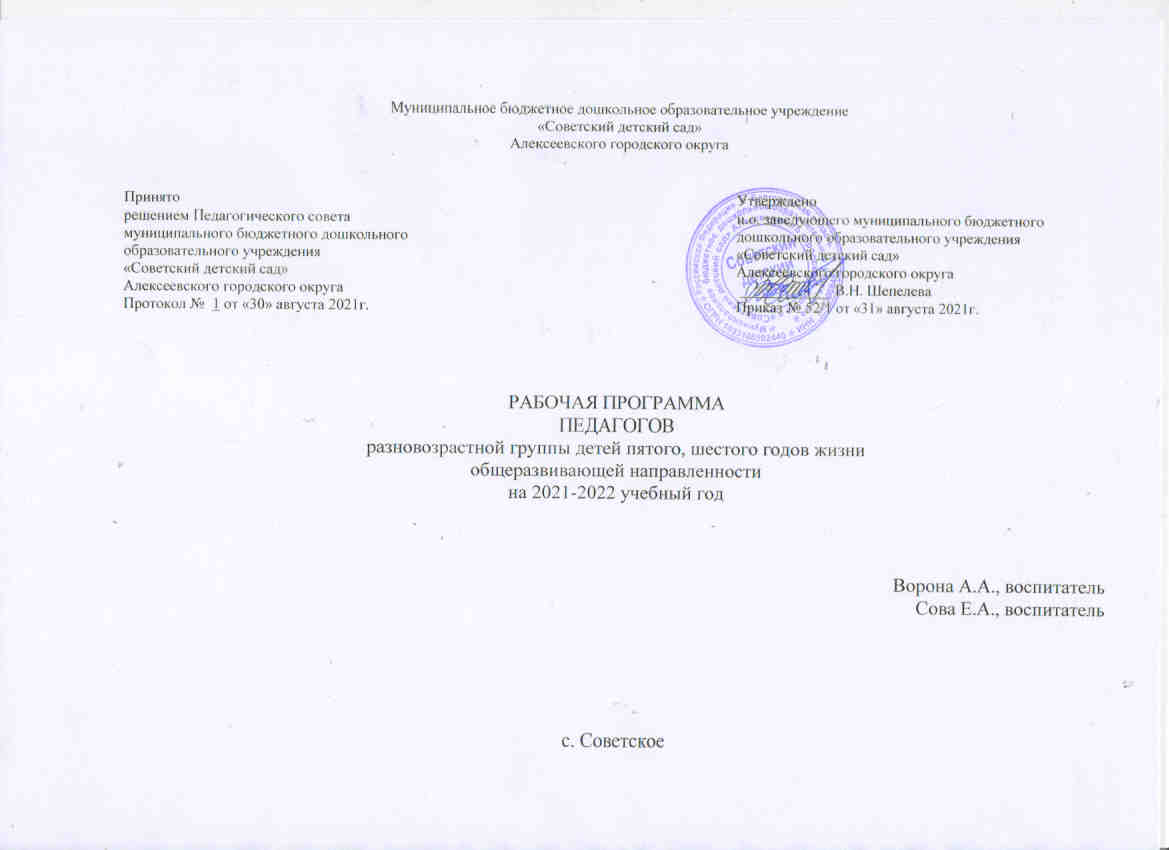 Муниципальное бюджетное дошкольное образовательное учреждение
«Советский детский сад»
Алексеевского городского округа
Принято
решением Педагогического совета
муниципального бюджетного дошкольного
образовательного учреждения
«Советский детский сад»
Алексеевского городского округа
Протокол № 1 от «30» августа 2021г.
Утверждено
и.о. заведующего муниципального бюджетного
дошкольного образовательного учреждения
«Советский детский сад»
Алексеевского городского округа
В.Н. Шепелева
Приказ № 52/1 от «31» августа 2021г.
Советский
детский
РАБОЧАЯ ПРОГРАММА
ПЕДАГОГОВ
разновозрастной группы детей пятого, шестого годов жизни
общеразвивающей направленности
на 2021-2022 учебный год
Ворона А.А., воспитатель
Сова Е.А., воспитатель
с. Советское